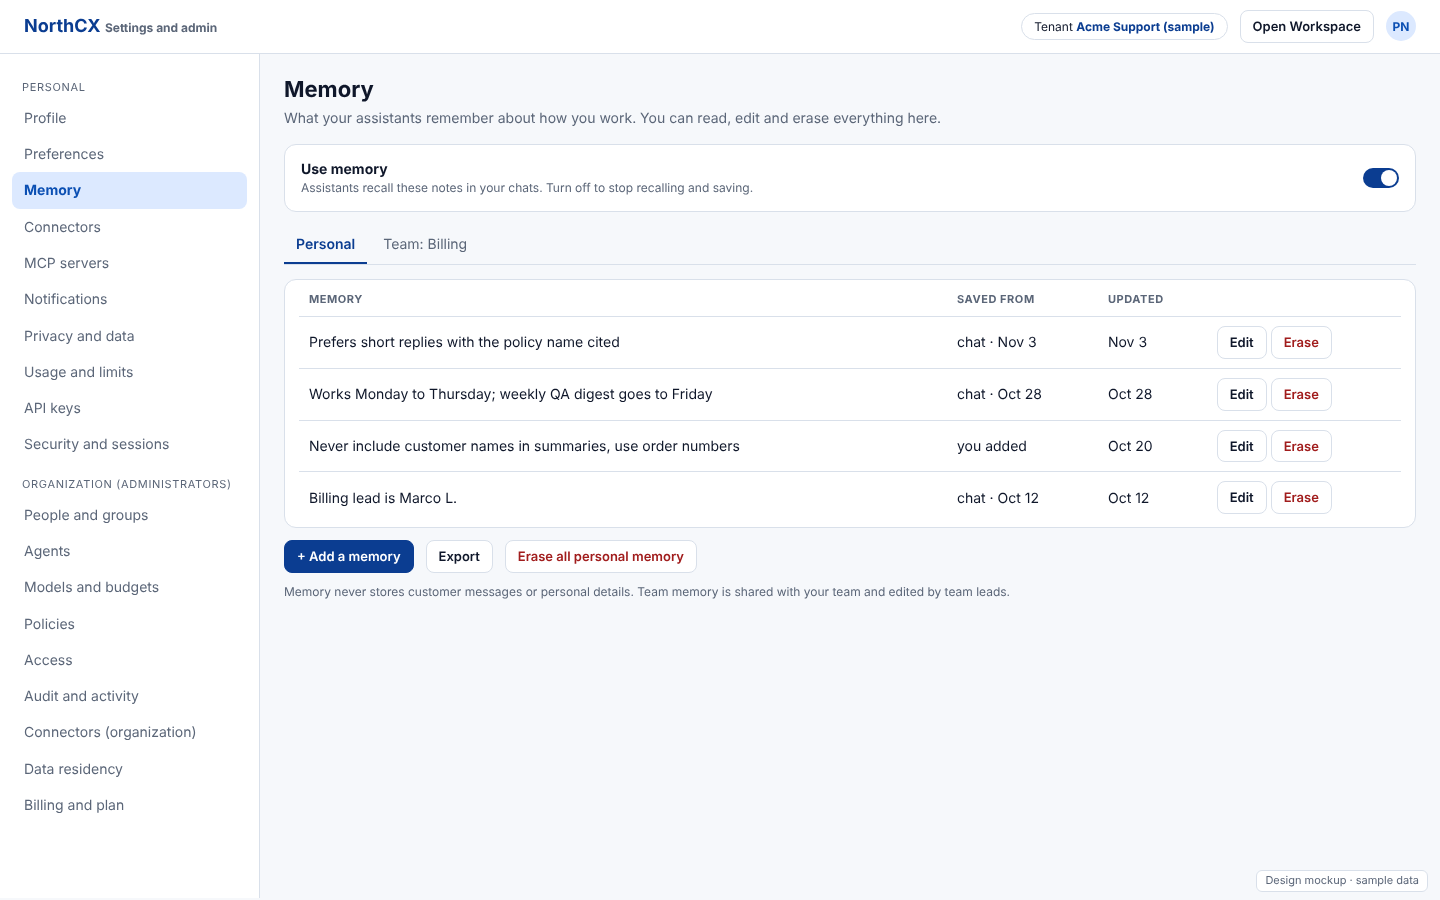 NorthCX Settings and admin
Tenant Acme Support (sample)
Open Workspace
PN
PERSONAL
Profile
Preferences
Memory
Connectors
MCP servers
Notifications
Privacy and data
Usage and limits
API keys
Security and sessions
ORGANIZATION (ADMINISTRATORS)
People and groups
Agents
Models and budgets
Policies
Access
Audit and activity
Connectors (organization)
Data residency
Billing and plan
Memory
What your assistants remember about how you work. You can read, edit and erase everything here.
Use memory
Assistants recall these notes in your chats. Turn off to stop recalling and saving.
Personal Team: Billing
MEMORY SAVED FROM UPDATED
Prefers short replies with the policy name cited chat · Nov 3 Nov 3 Edit Erase
Works Monday to Thursday; weekly QA digest goes to Friday chat · Oct 28 Oct 28 Edit Erase
Never include customer names in summaries, use order numbers you added Oct 20 Edit Erase
Billing lead is Marco L. chat · Oct 12 Oct 12 Edit Erase
+ Add a memory Export Erase all personal memory
Memory never stores customer messages or personal details. Team memory is shared with your team and edited by team leads.
Design mockup · sample data